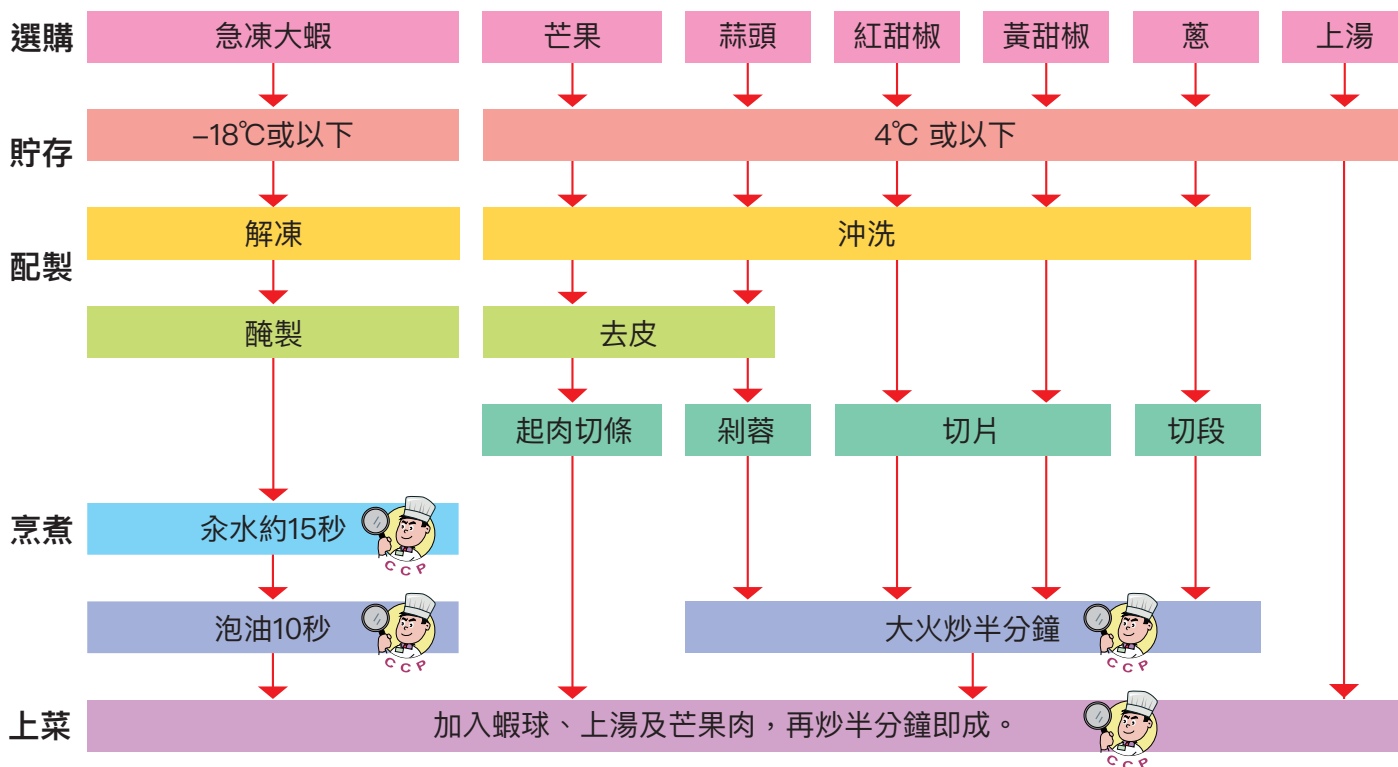 選購
急凍大蝦
芒果
蒜頭
紅甜椒
黃甜椒
蔥
上湯
貯存
–18℃或以下
4℃ 或以下
配製
解凍
沖洗
醃製
去皮
起肉切條
剁蓉
切片
切段
烹煮
汆水約15秒
CCP
泡油10秒
CCP
大火炒半分鐘
CCP
上菜
加入蝦球、上湯及芒果肉，再炒半分鐘即成。
CCP